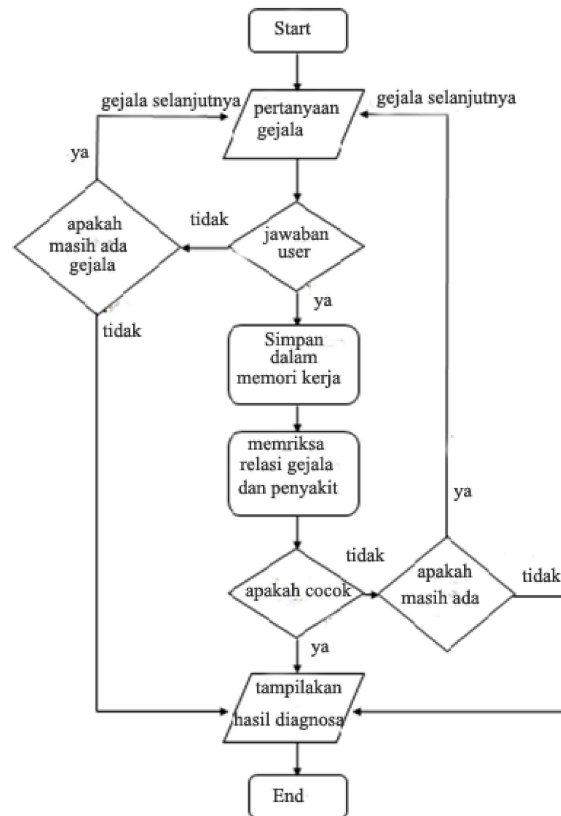 Start
gejala selanjutnya
gejala selanjutnya
pertanyaan
gejala
ya
tidak
apakah
masih ada
gejala
jawaban
user
ya
tidak
Simpan
dalam
memori kerja
memriksa
relasi gejala
dan penyakit
ya
tidak
apakah cocok
apakah
masih ada
tidak
ya
tampilakan
hasil diagnosa
End